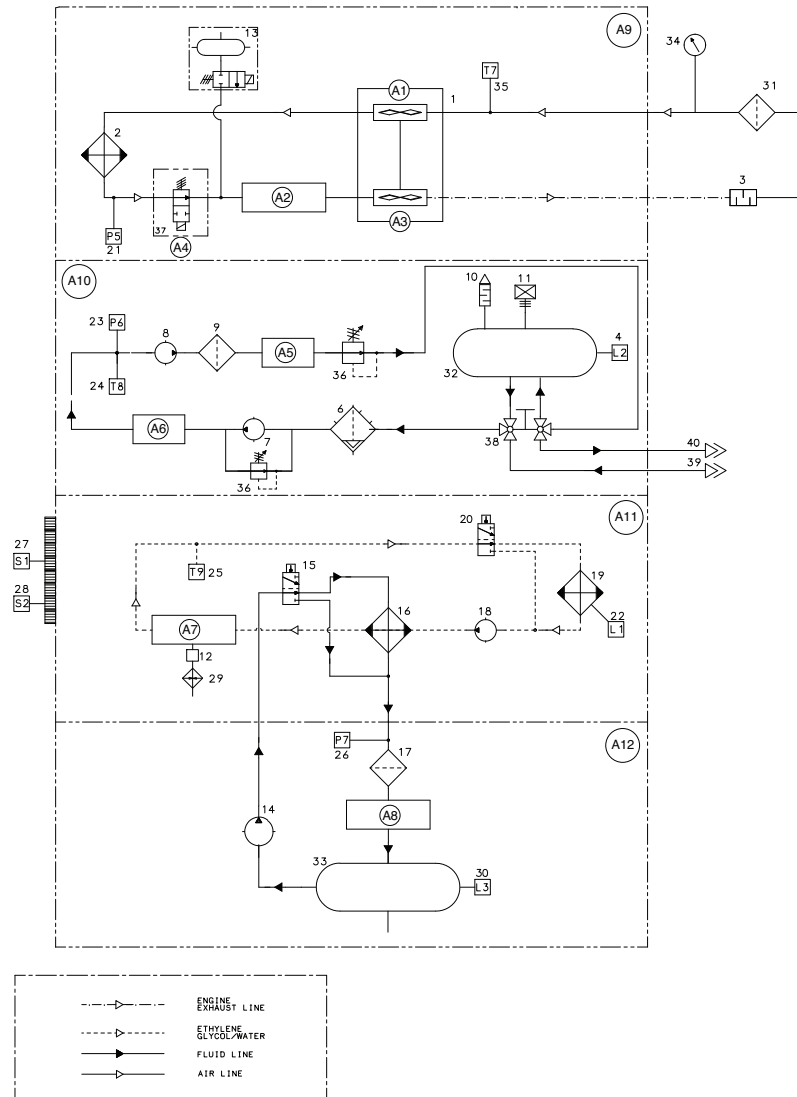 13
A9
34
T7
35
A1
1
31
2
3
A2
A3
37
A4
P5
21
A10
10
11
23
P6
8
9
4
L2
A5
32
36
24
T8
6
A6
7
38
40
39
36
A11
20
27
S1
T9
25
15
19
28
S2
16
18
22
L1
A7
12
29
A12
P7
26
17
14
A8
33
30
L3
ENGINE
EXHAUST LINE
ETHYLENE
GLYCOL/WATER
FLUID LINE
AIR LINE